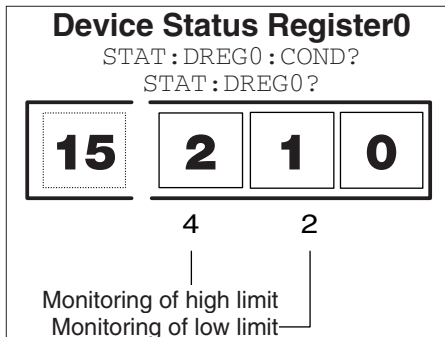 Device Status Register0
STAT:DREG0:COND?
STAT:DREG0?
15 2 1 0
4 2
Monitoring of high limit
Monitoring of low limit